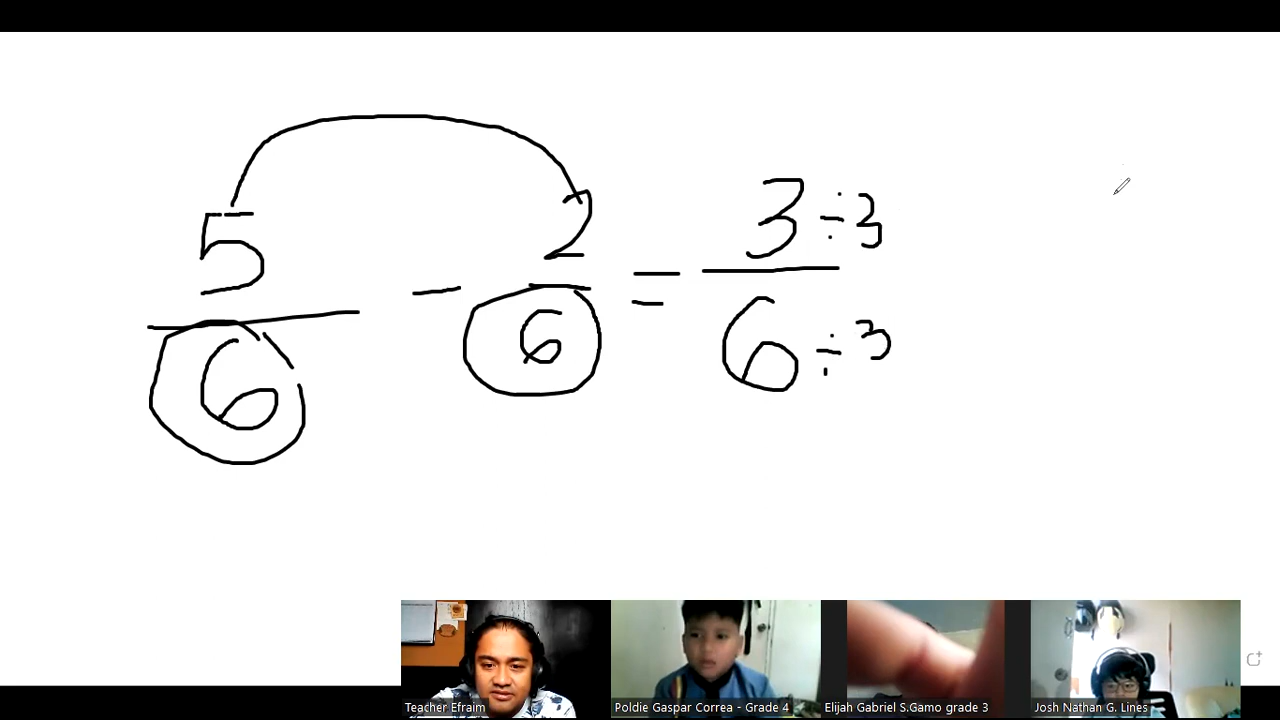 5/6 - 2/6 = 3÷3/6÷3
Teacher Efraim
Poldie Gaspar Correa - Grade 4
Elijah Gabriel S.Gamo grade 3
Josh Nathan G. Lines